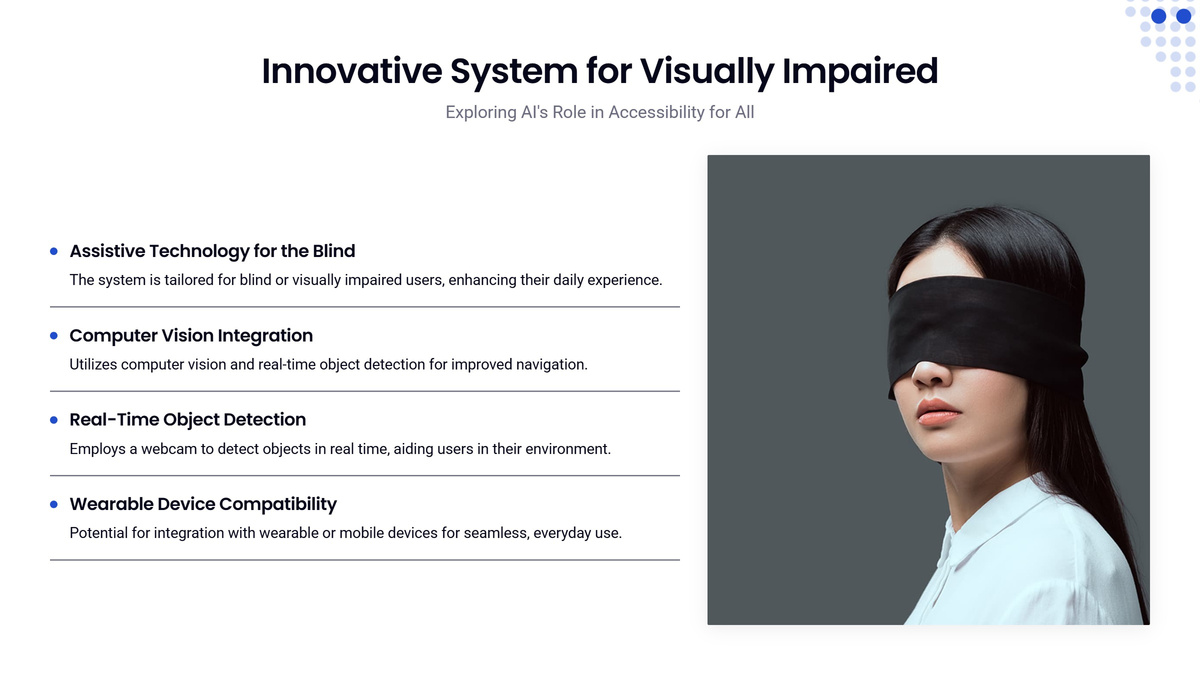 Innovative System for Visually Impaired
Exploring AI's Role in Accessibility for All
Assistive Technology for the Blind
The system is tailored for blind or visually impaired users, enhancing their daily experience.
Computer Vision Integration
Utilizes computer vision and real-time object detection for improved navigation.
Real-Time Object Detection
Employs a webcam to detect objects in real time, aiding users in their environment.
Wearable Device Compatibility
Potential for integration with wearable or mobile devices for seamless, everyday use.